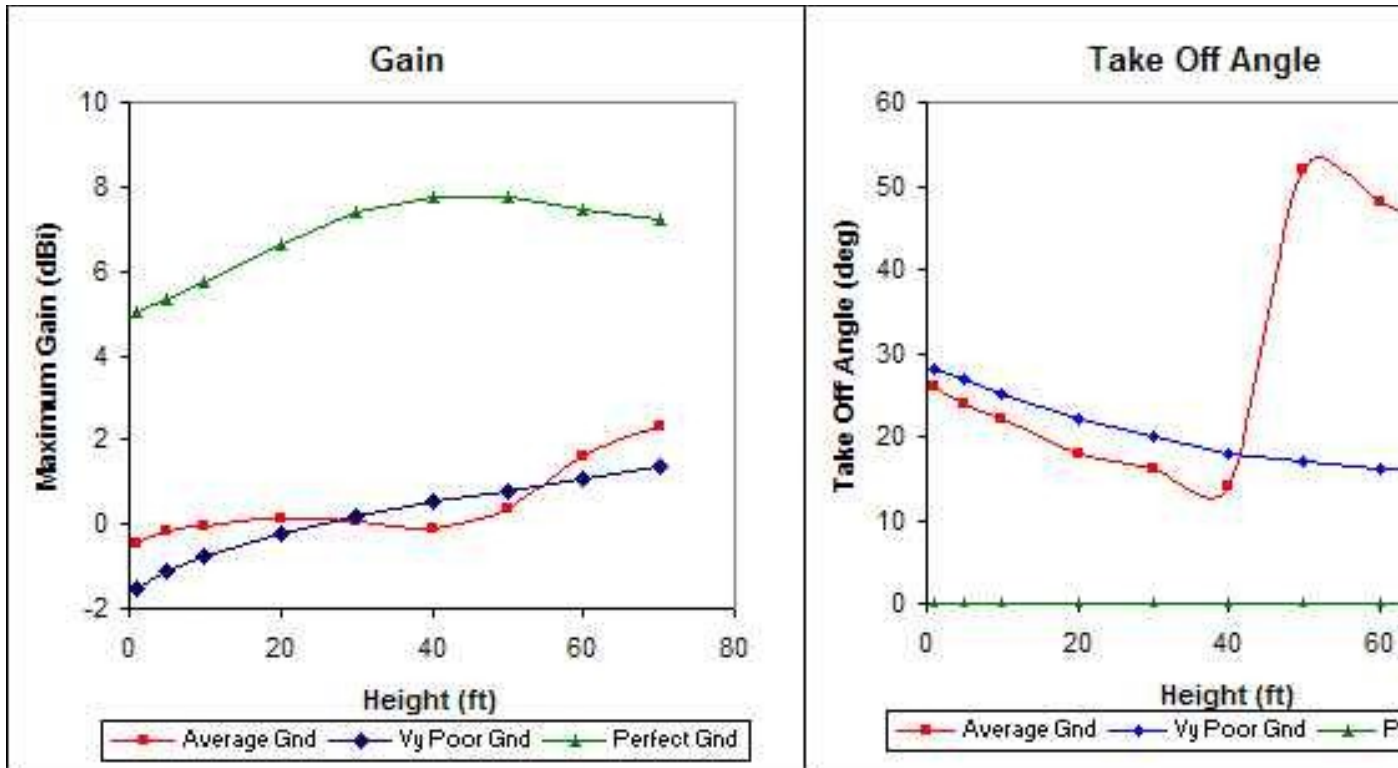 Gain
Maximum Gain (dBi)
10
8
6
4
2
0
-2
0 20 40 60 80
Height (ft)
Average Gnd Vy Poor Gnd Perfect Gnd
Take Off Angle
Take Off Angle (deg)
60
50
40
30
20
10
0
0 20 40 60
Height (ft)
Average Gnd Vy Poor Gnd P